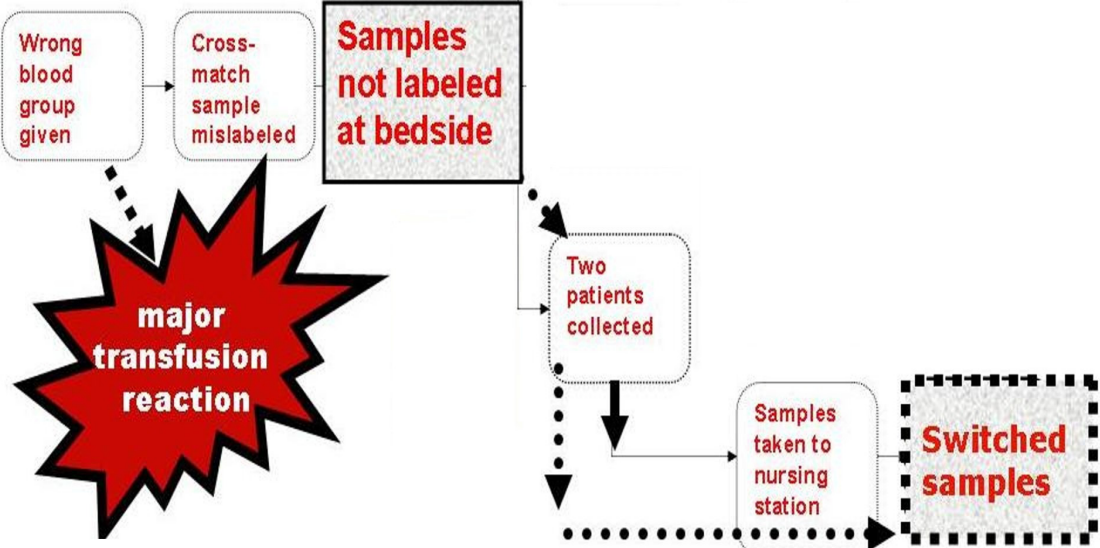 Wrong
blood
group
given
Cross-
match
sample
mislabeled
Samples
not labeled
at bedside
major
transfusion
reaction
Two
patients
collected
Samples
taken to
nursing
station
Switched
samples